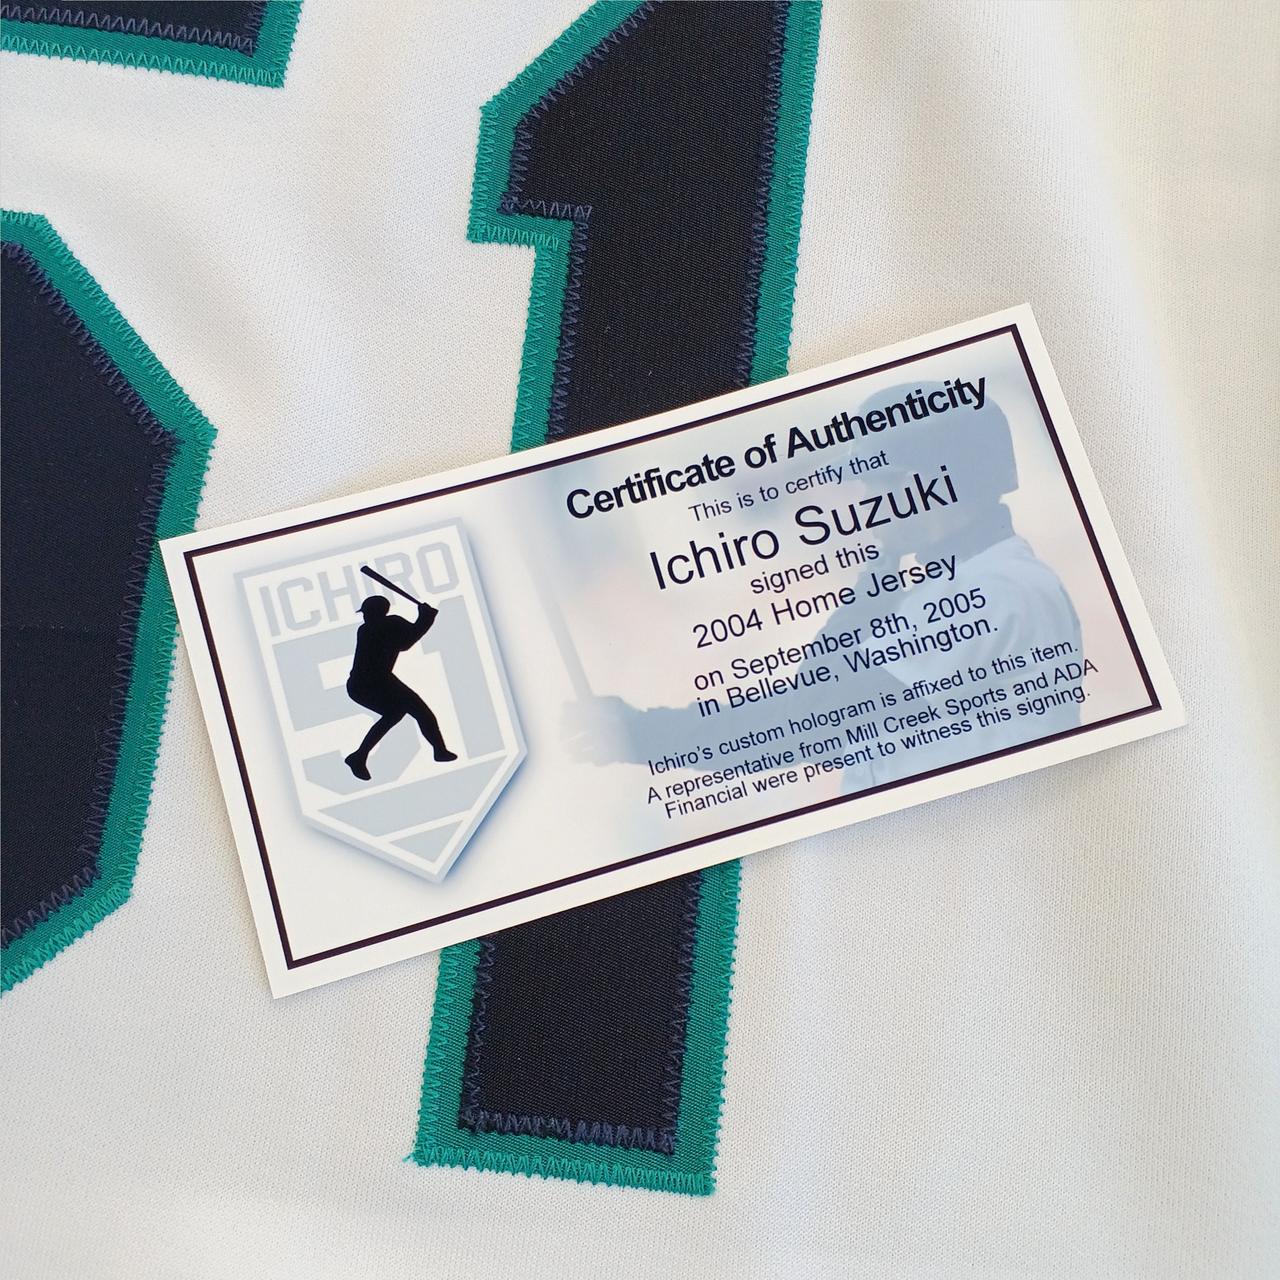 51
Certificate of Authenticity
This is to certify that
Ichiro Suzuki
signed this
2004 Home Jersey
on September 8th, 2005
in Bellevue, Washington.
Ichiro's custom hologram is affixed to this item.
A representative from Mill Creek Sports and ADA
Financial were present to witness this signing.
ICHIRO
51